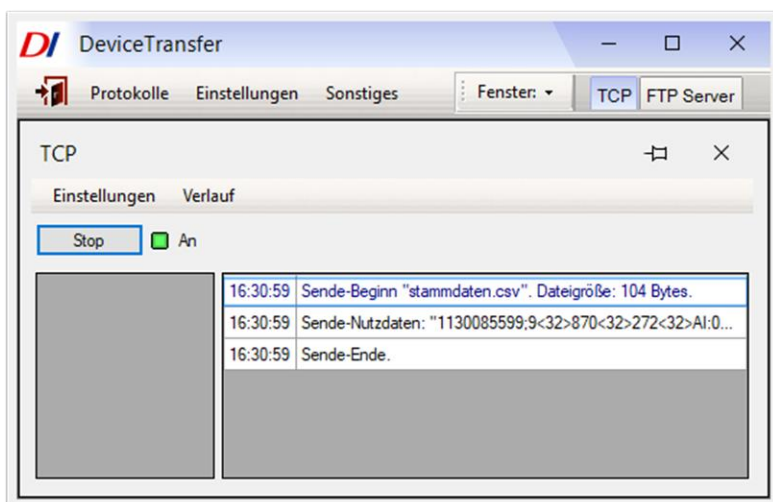 DI DeviceTransfer
Protokolle Einstellungen Sonstiges Fenster: TCP FTP Server
TCP
Einstellungen Verlauf
Stop An
16:30:59 Sende-Beginn "stammdaten.csv". Dateigröße: 104 Bytes.
16:30:59 Sende-Nutzdaten: "1130085599;9<32>870<32>272<32>AI:0...
16:30:59 Sende-Ende.